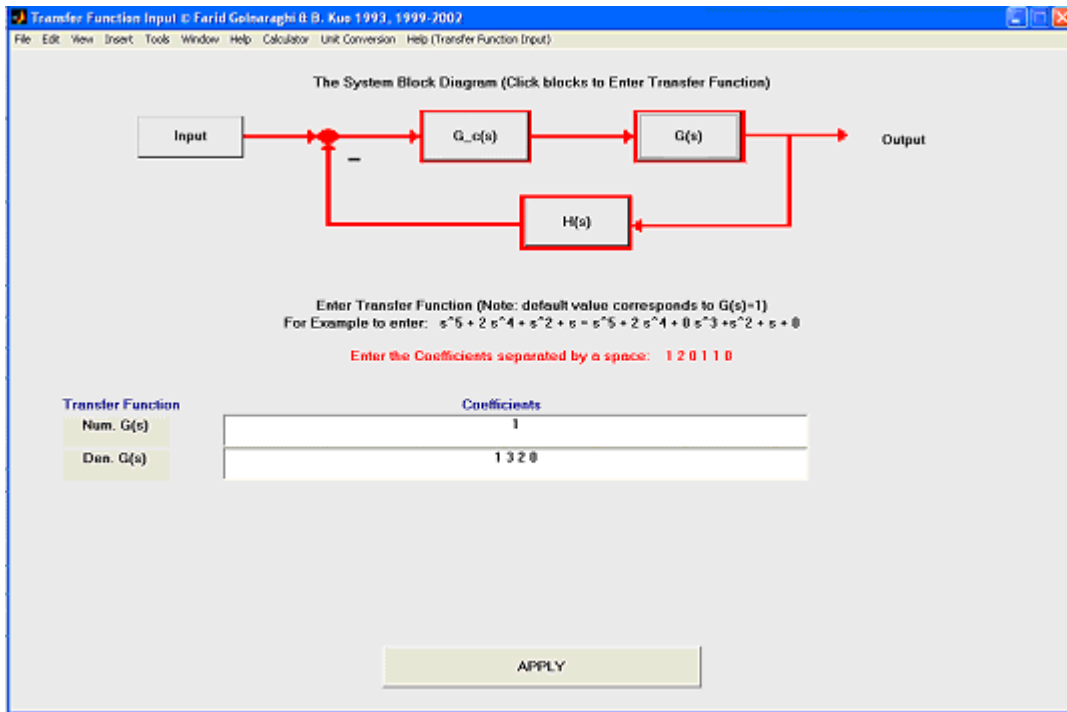 Transfer Function Input © Farid Golnaraghi & B. Kuo 1993, 1999-2002
File Edit View Insert Tools Window Help Calculator Unit Conversion Help (Transfer Function Input)
The System Block Diagram (Click blocks to Enter Transfer Function)
Input
G_c(s)
G(s)
Output
−
H(s)
Enter Transfer Function (Note: default value corresponds to G(s)=1)
For Example to enter: s^5 + 2 s^4 + s^2 + s = s^5 + 2 s^4 + 0 s^3 +s^2 + s + 0
Enter the Coefficients separated by a space: 1 2 0 1 1 0
Transfer Function Coefficients
Num. G(s) 1
Den. G(s) 1 3 2 0
APPLY